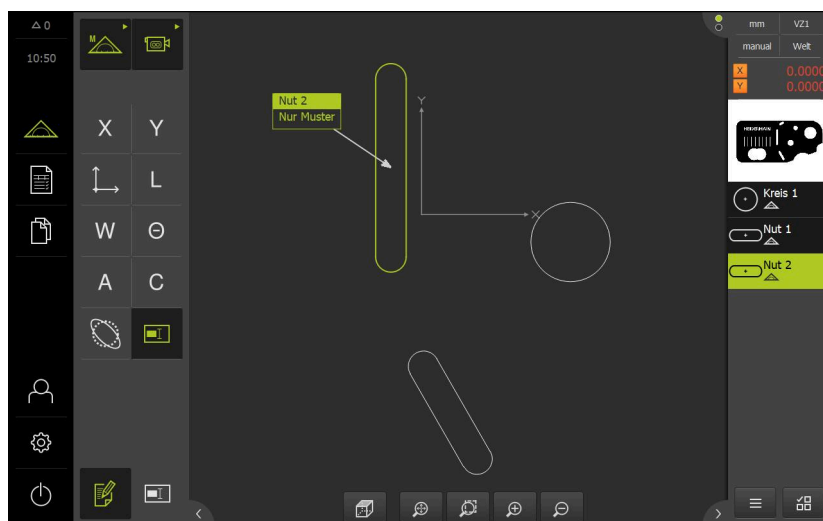 0
10:50
M
X
Y
L
W
Θ
A
C
Nut 2
Nur Muster
Y
X
mm
VZ1
manual
Welt
X
0.0000
Y
0.0000
HEIDENHAIN
Kreis 1
Nut 1
Nut 2